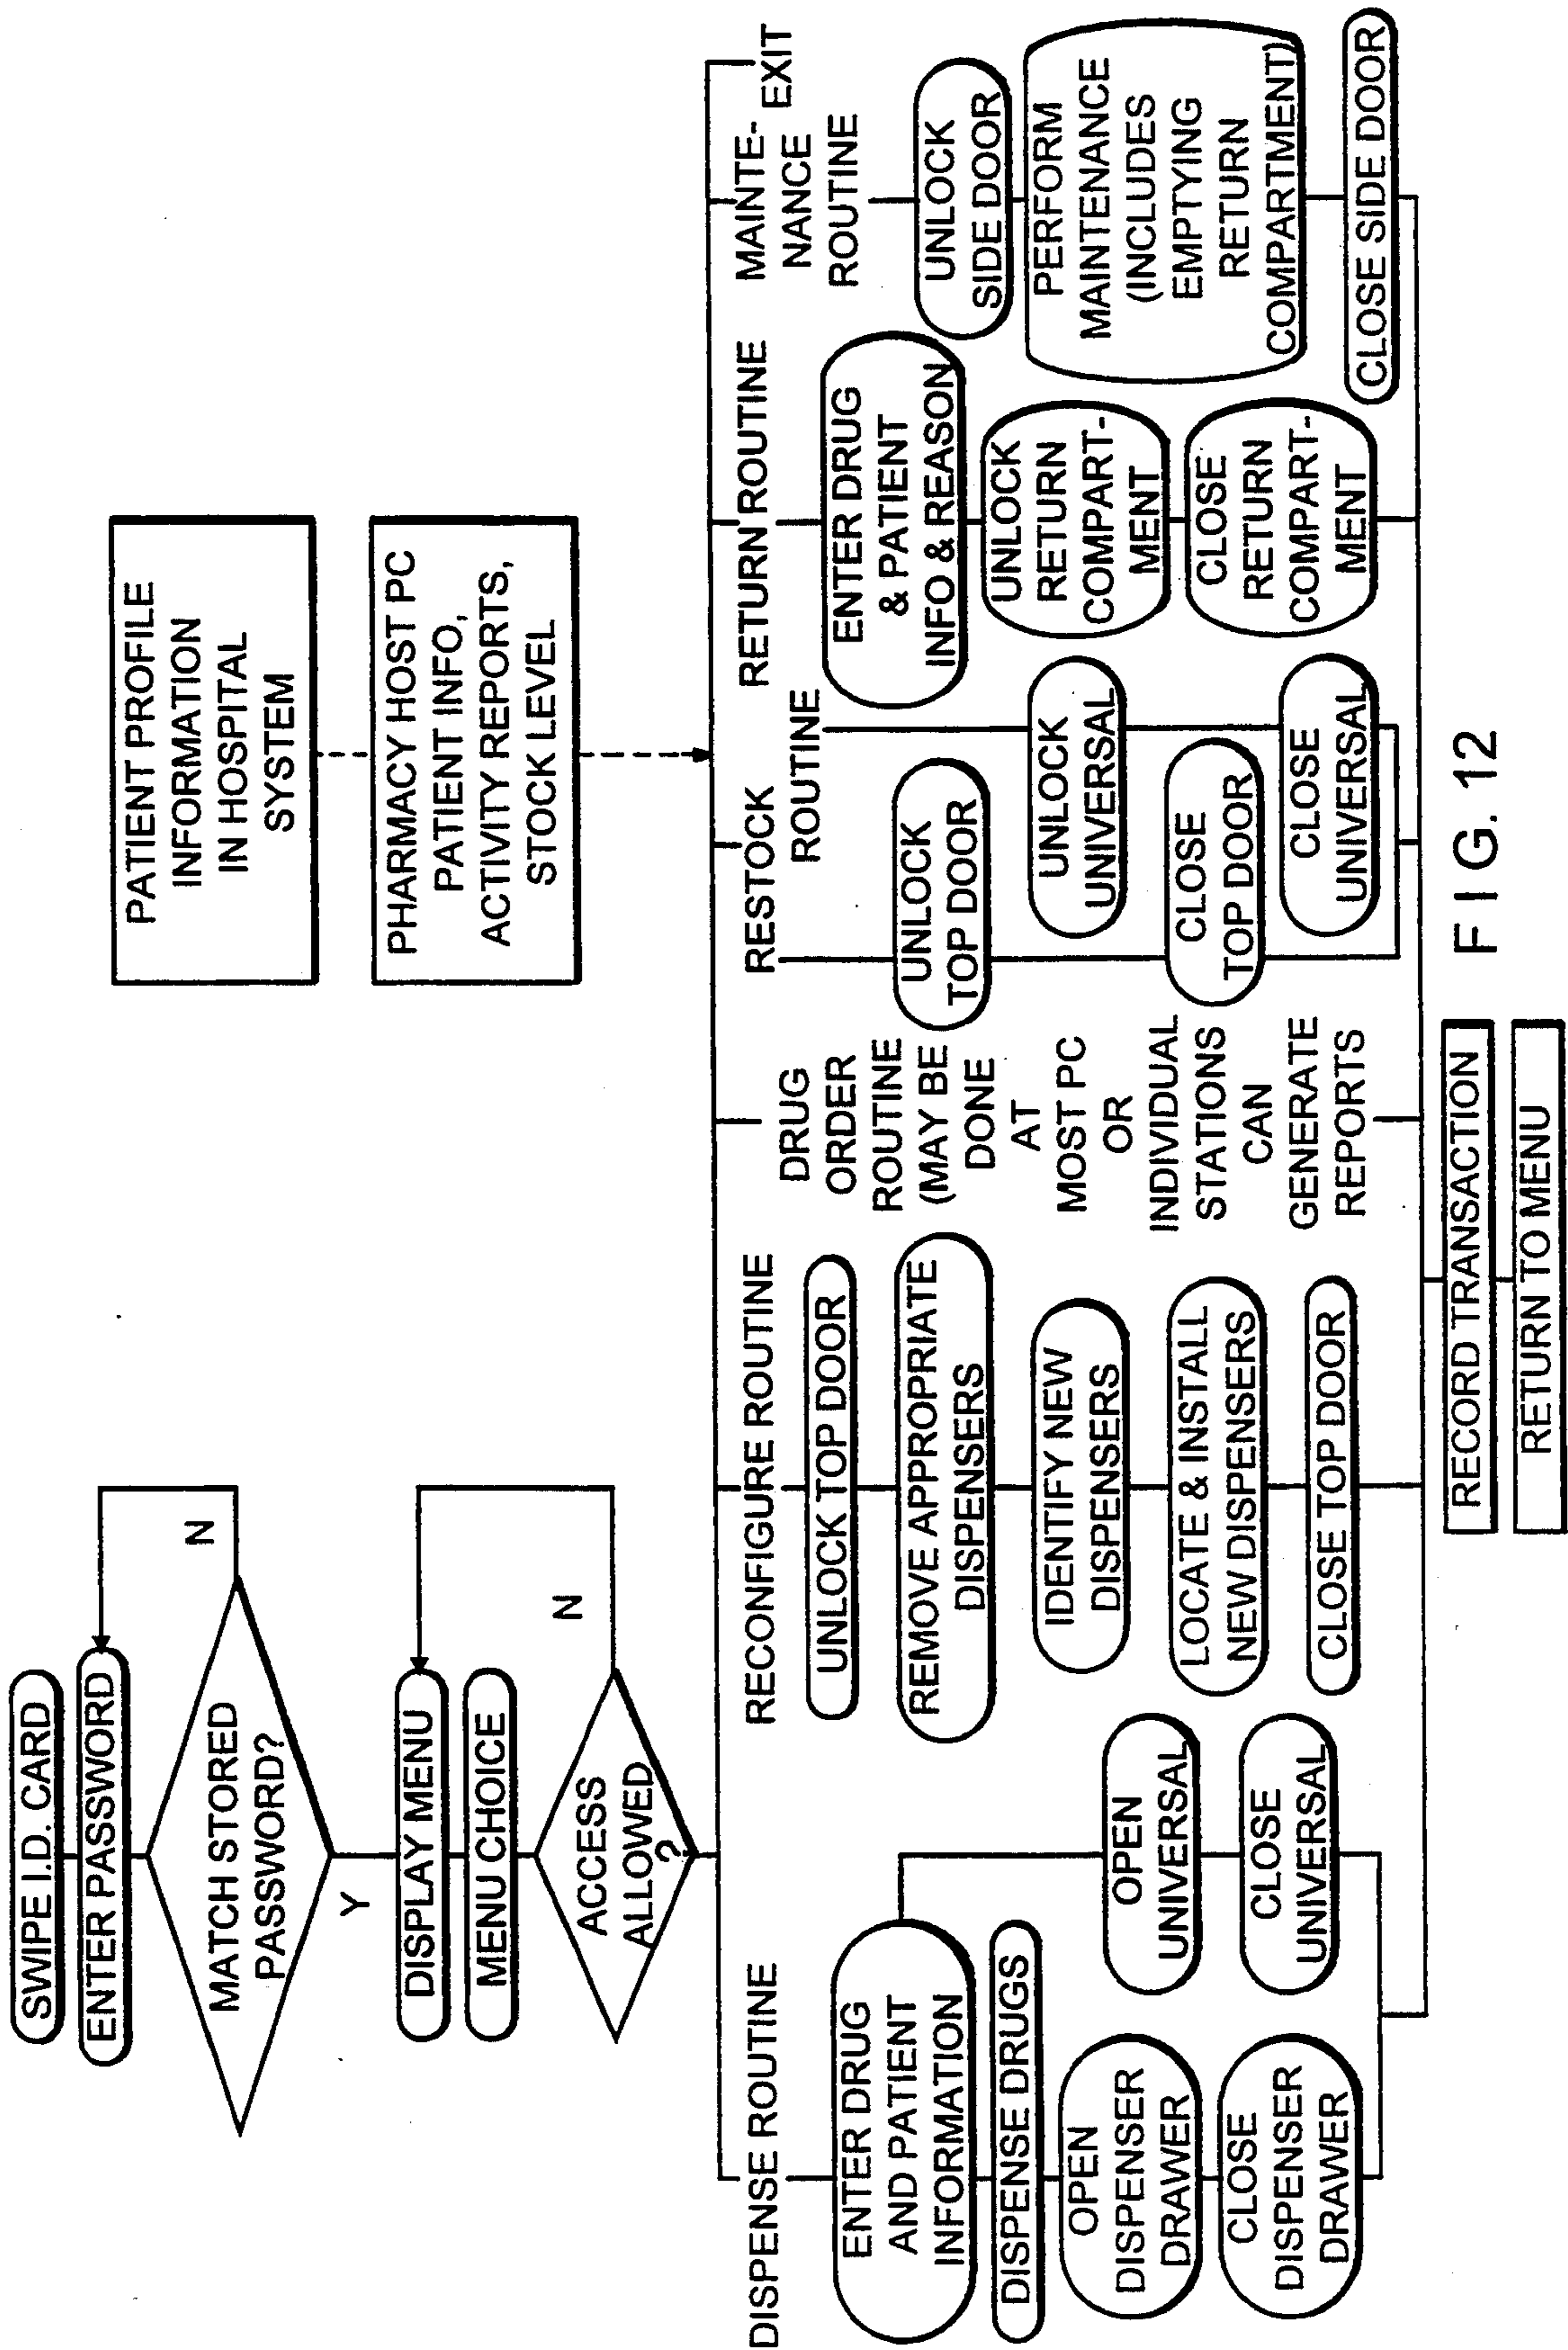 SWIPE I.D. CARD
ENTER PASSWORD
MATCH STORED
PASSWORD?
N
Y
DISPLAY MENU
MENU CHOICE
ACCESS
ALLOWED
?
N
PATIENT PROFILE
INFORMATION
IN HOSPITAL
SYSTEM
PHARMACY HOST PC
PATIENT INFO,
ACTIVITY REPORTS,
STOCK LEVEL
DISPENSE ROUTINE
ENTER DRUG
AND PATIENT
INFORMATION
DISPENSE DRUGS
OPEN
DISPENSER
DRAWER
CLOSE
DISPENSER
DRAWER
OPEN
UNIVERSAL
CLOSE
UNIVERSAL
RECONFIGURE ROUTINE
UNLOCK TOP DOOR
REMOVE APPROPRIATE
DISPENSERS
IDENTIFY NEW
DISPENSERS
LOCATE & INSTALL
NEW DISPENSERS
CLOSE TOP DOOR
DRUG
ORDER
ROUTINE
(MAY BE
DONE
AT
MOST PC
OR
INDIVIDUAL
STATIONS
CAN
GENERATE
REPORTS
RESTOCK
ROUTINE
UNLOCK
TOP DOOR
UNLOCK
UNIVERSAL
CLOSE
TOP DOOR
CLOSE
UNIVERSAL
RETURN ROUTINE
ENTER DRUG
& PATIENT
INFO & REASON
UNLOCK
RETURN
COMPART-
MENT
CLOSE
RETURN
COMPART-
MENT
MAINTE-
NANCE
ROUTINE
UNLOCK
SIDE DOOR
PERFORM
MAINTENANCE
(INCLUDES
EMPTYING
RETURN
COMPARTMENT)
CLOSE SIDE DOOR
EXIT
RECORD TRANSACTION
RETURN TO MENU
FIG. 12